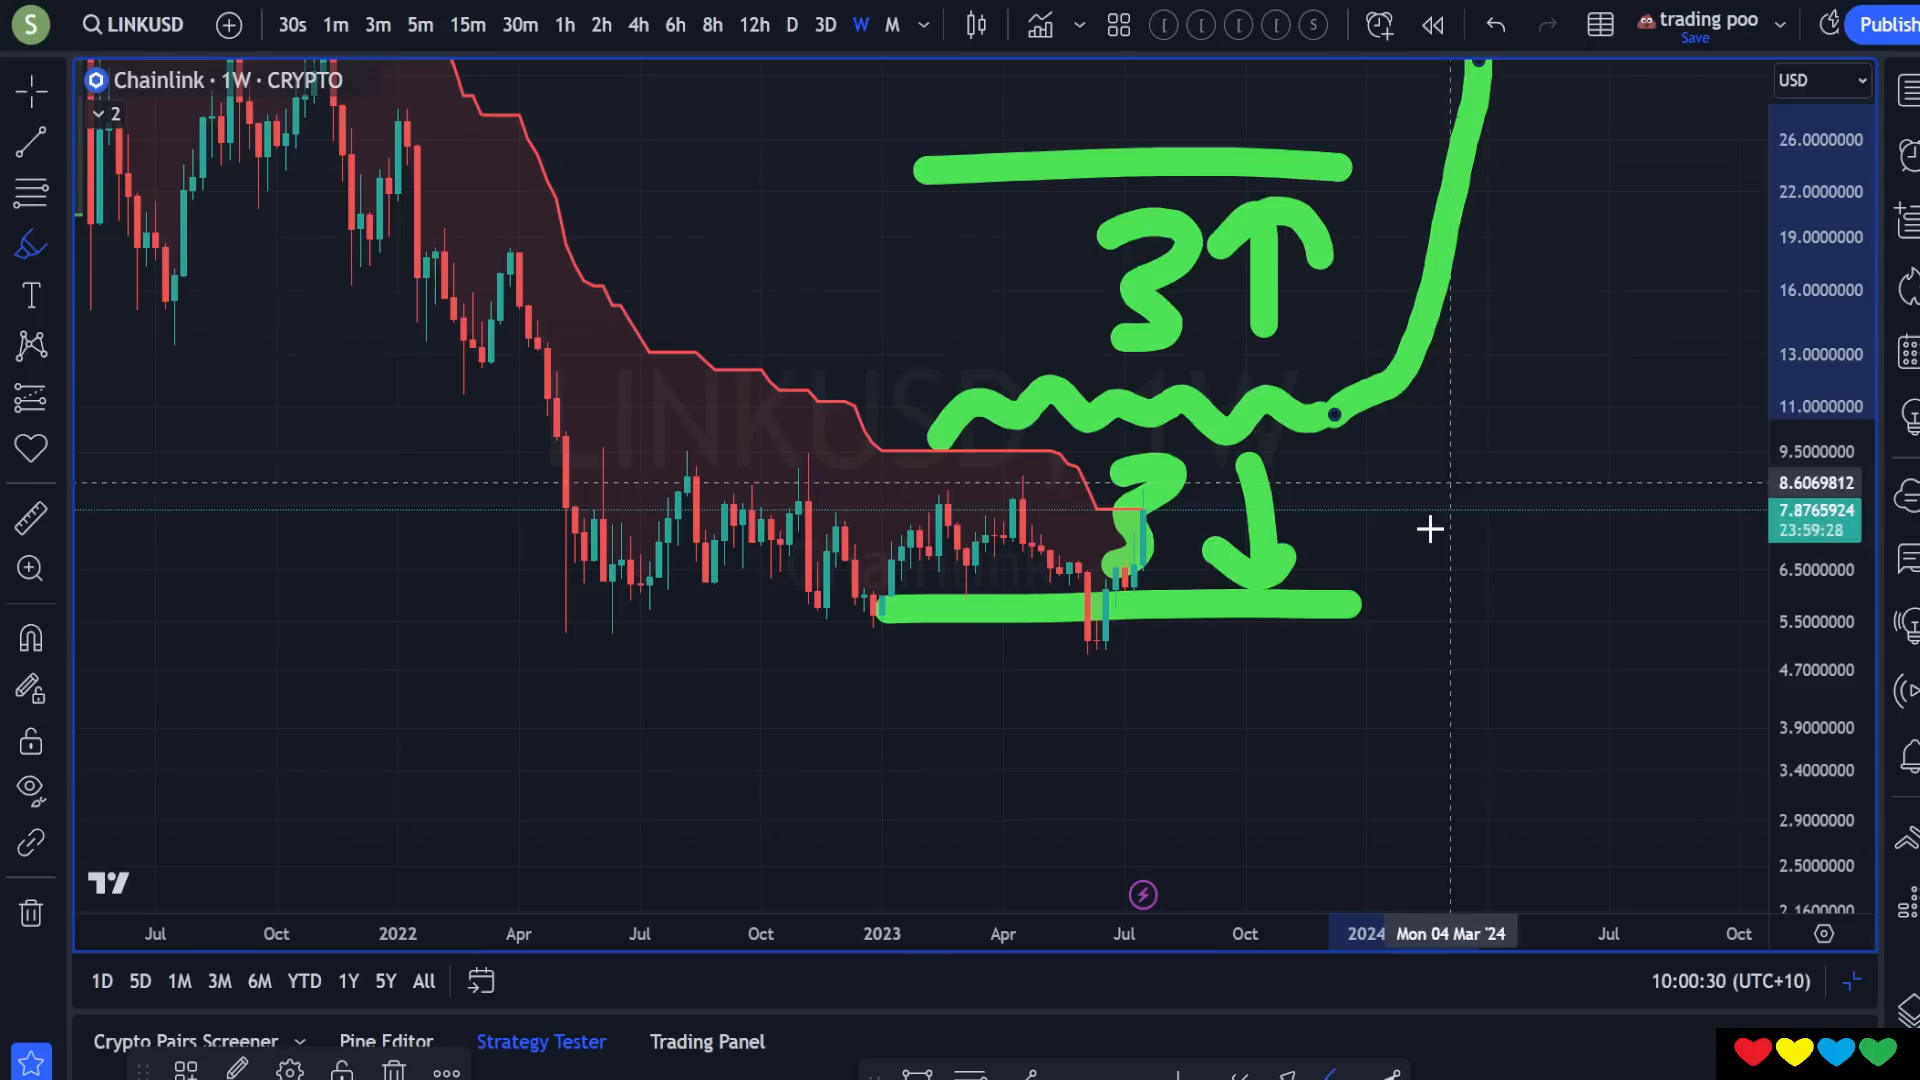 S LINKUSD 30s 1m 3m 5m 15m 30m 1h 2h 4h 6h 8h 12h D 3D W M [ [ [ [ S trading poo Publish
Save
Chainlink · 1W · CRYPTO
2
USD
26.0000000
22.0000000
19.0000000
16.0000000
13.0000000
11.0000000
9.5000000
8.6069812
7.8765924
23:59:28
6.5000000
5.5000000
4.7000000
3.9000000
3.4000000
2.9000000
2.5000000
2.1600000
LINKUSD, 1W
Chainlink
3
3
Jul Oct 2022 Apr Jul Oct 2023 Apr Jul Oct 2024 Mon 04 Mar '24 Jul Oct
1D 5D 1M 3M 6M YTD 1Y 5Y All 10:00:30 (UTC+10)
Crypto Pairs Screener Pine Editor Strategy Tester Trading Panel